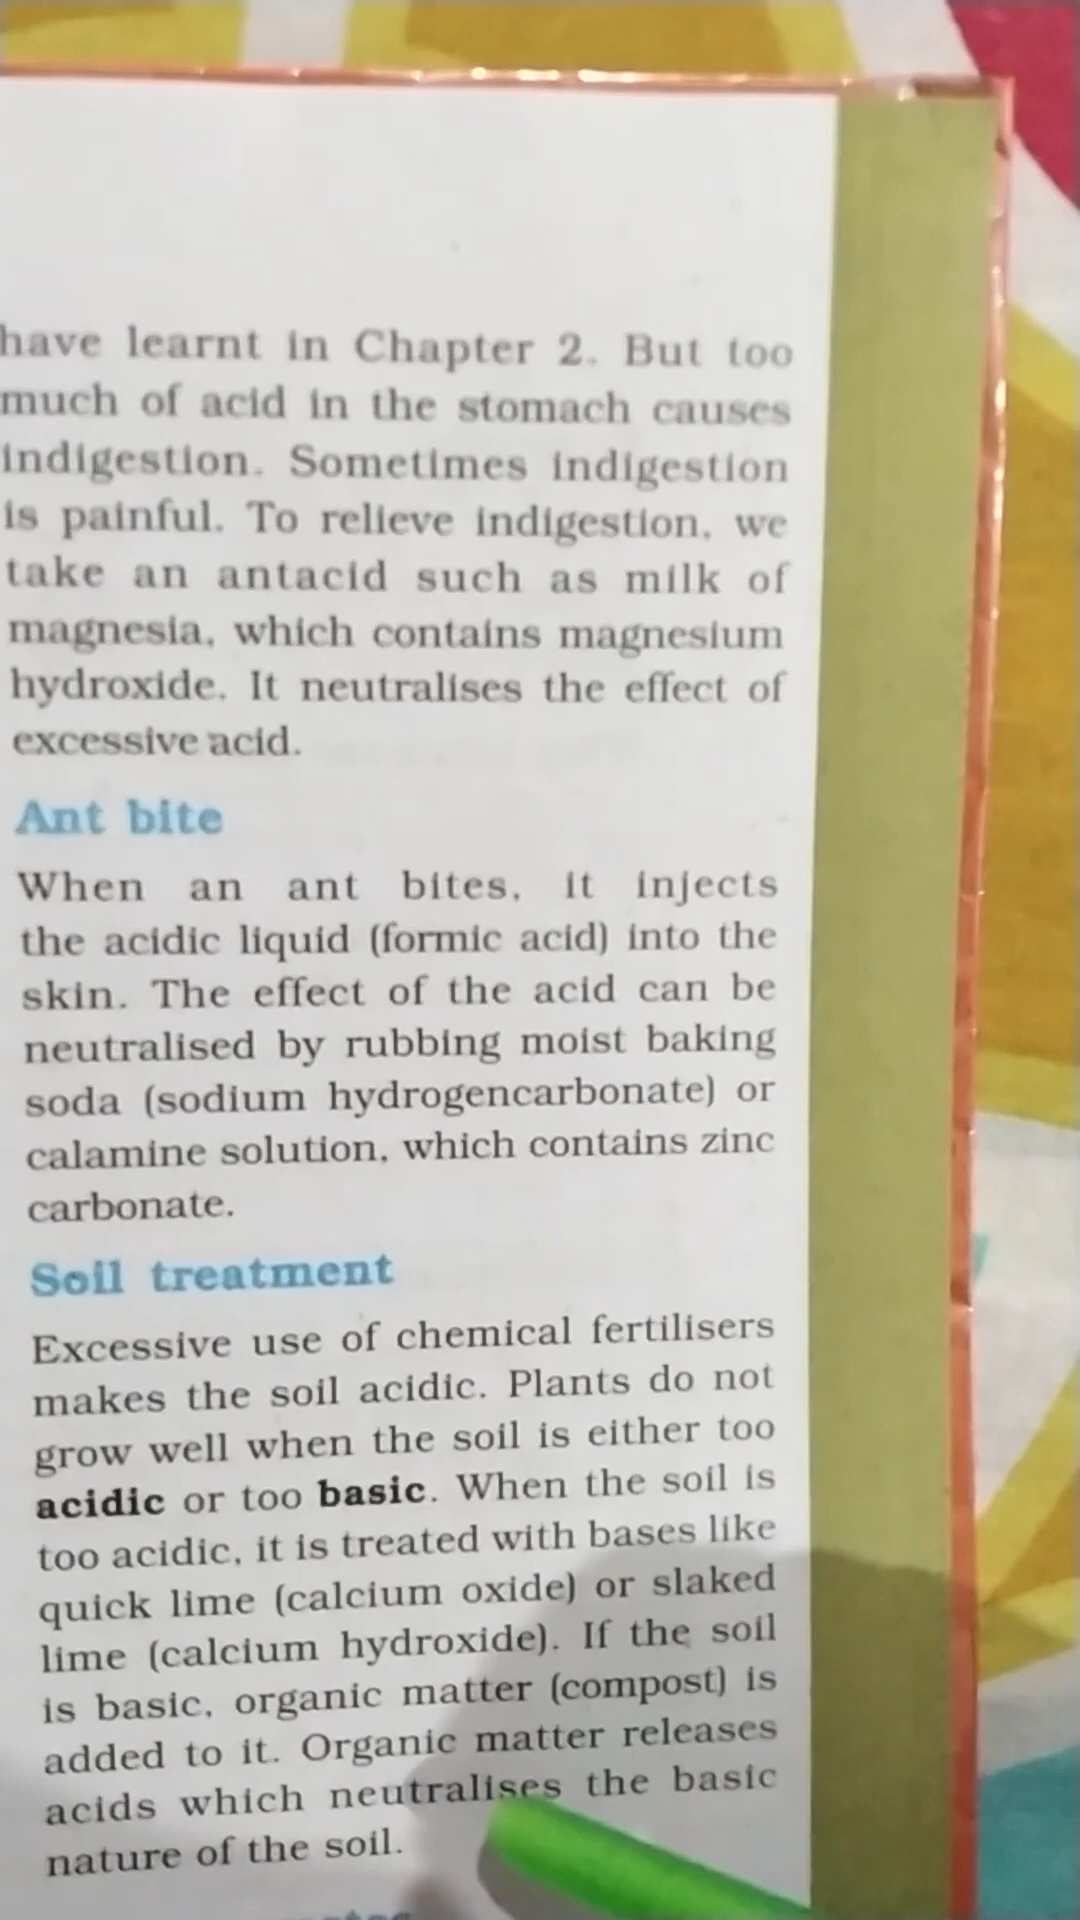 have learnt in Chapter 2. But too
much of acid in the stomach causes
indigestion. Sometimes indigestion
is painful. To relieve indigestion, we
take an antacid such as milk of
magnesia, which contains magnesium
hydroxide. It neutralises the effect of
excessive acid.
Ant bite
When an ant bites, it injects
the acidic liquid (formic acid) into the
skin. The effect of the acid can be
neutralised by rubbing moist baking
soda (sodium hydrogencarbonate) or
calamine solution, which contains zinc
carbonate.
Soil treatment
Excessive use of chemical fertilisers
makes the soil acidic. Plants do not
grow well when the soil is either too
acidic or too basic. When the soil is
too acidic, it is treated with bases like
quick lime (calcium oxide) or slaked
lime (calcium hydroxide). If the soil
is basic, organic matter (compost) is
added to it. Organic matter releases
acids which neutralises the basic
nature of the soil.